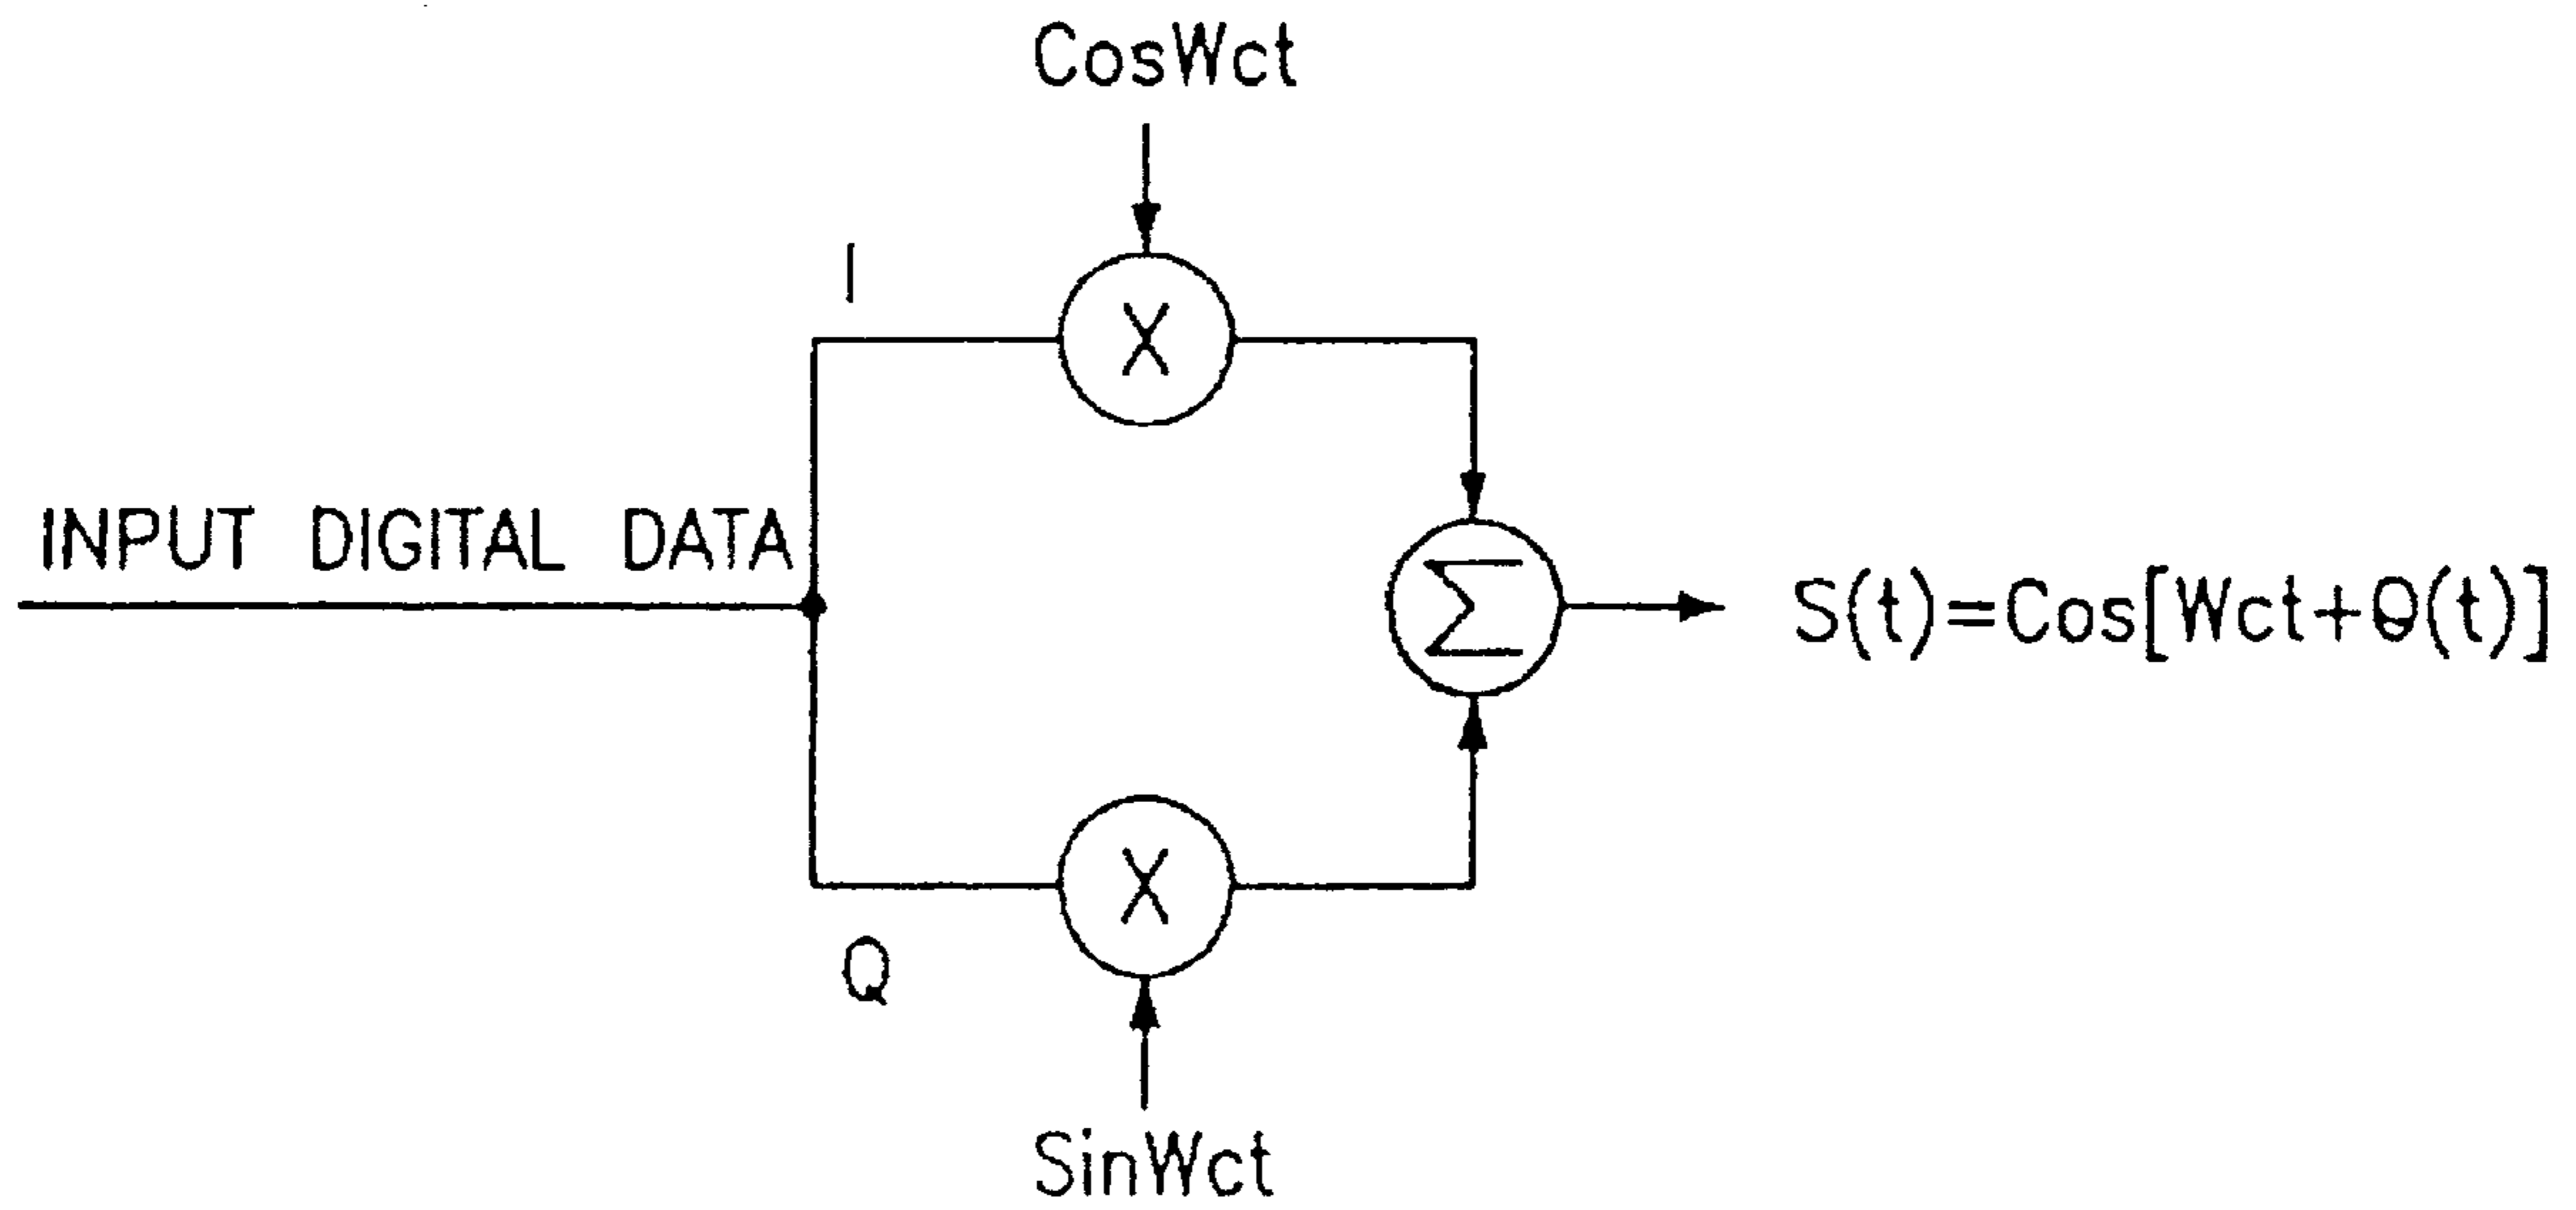 CosWct
I
X
INPUT DIGITAL DATA
Σ
S(t)=Cos[Wct+Θ(t)]
X
Q
SinWct